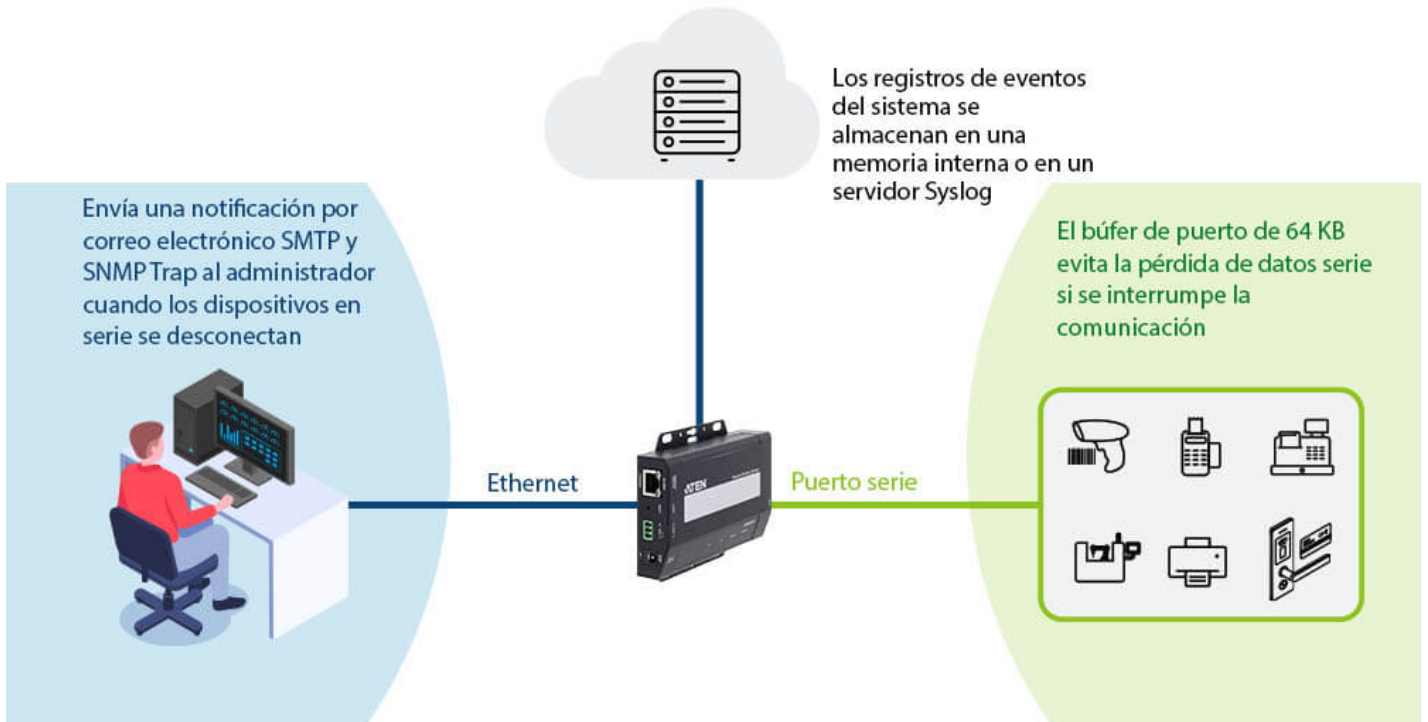 Los registros de eventos
del sistema se
almacenan en una
memoria interna o en un
servidor Syslog
Envía una notificación por
correo electrónico SMTP y
SNMP Trap al administrador
cuando los dispositivos en
serie se desconectan
El búfer de puerto de 64 KB
evita la pérdida de datos serie
si se interrumpe la
comunicación
Ethernet
ATEN
Puerto serie